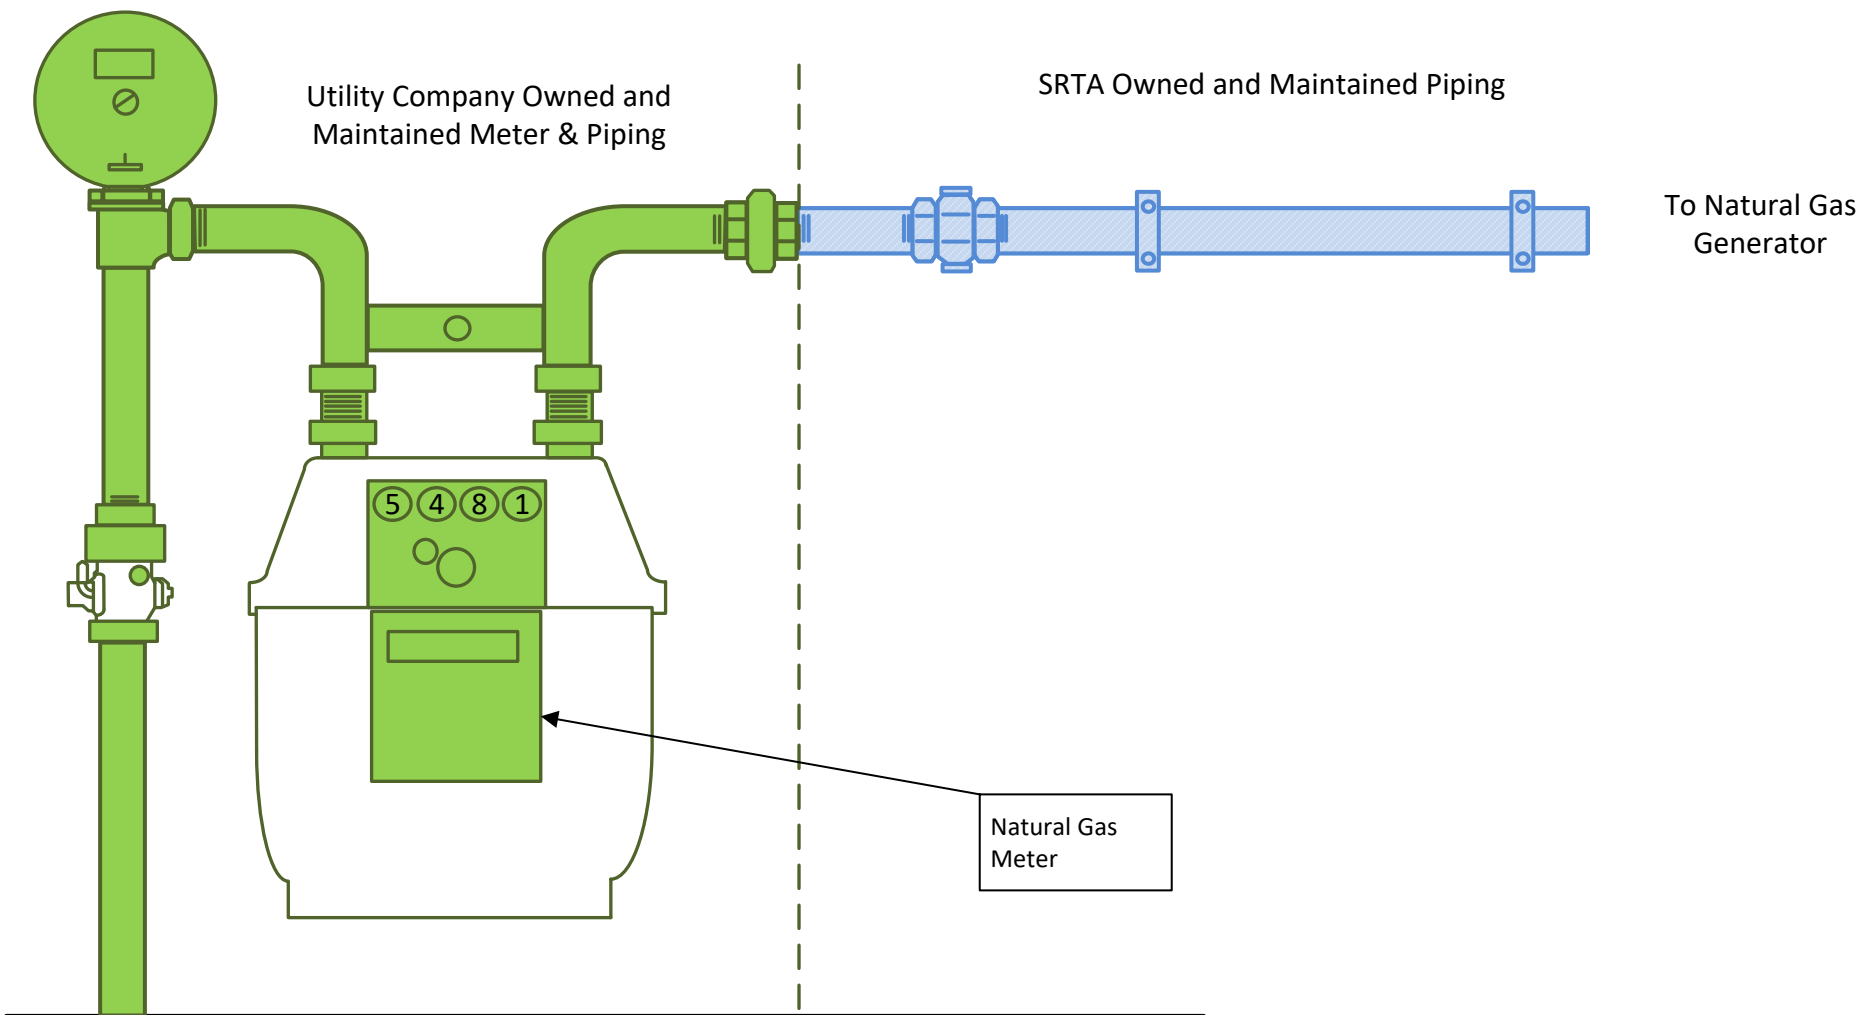 Utility Company Owned and
Maintained Meter & Piping
SRTA Owned and Maintained Piping
To Natural Gas
Generator
5 4 8 1
Natural Gas
Meter